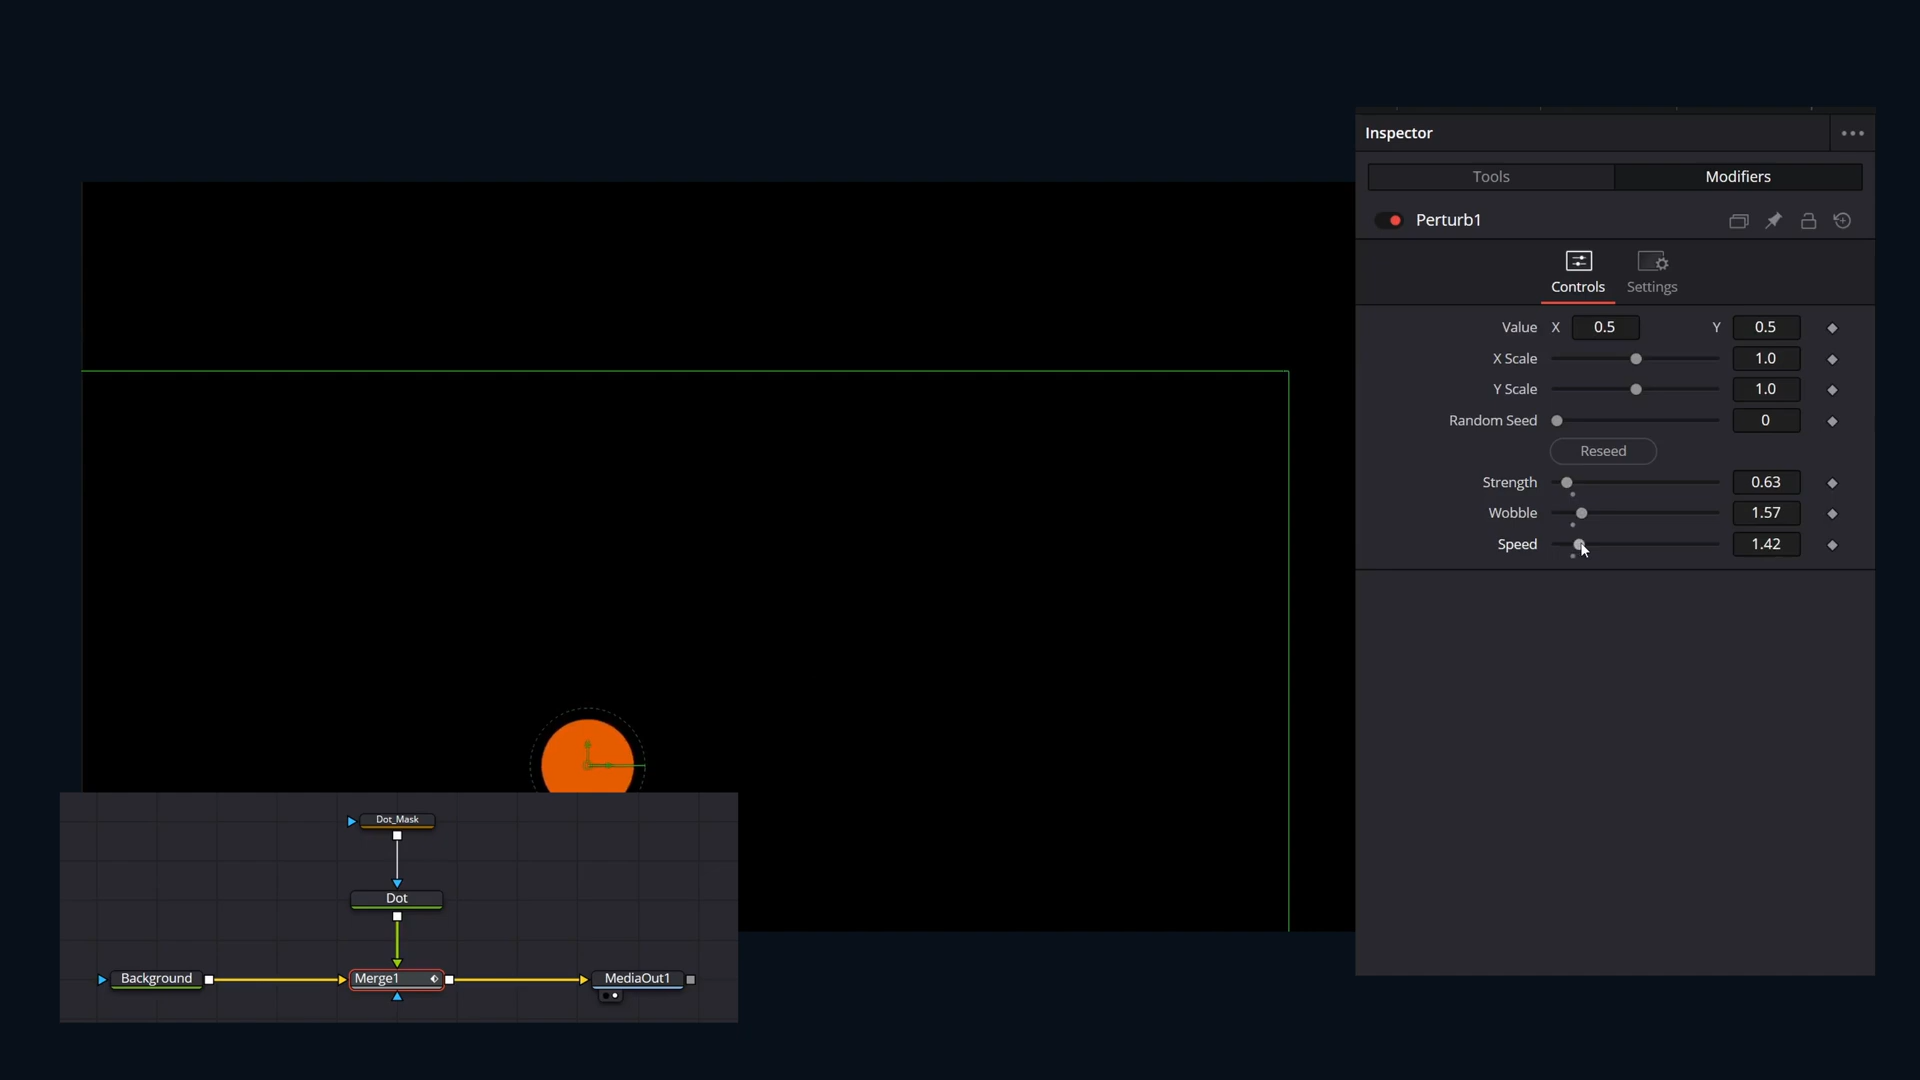 Inspector
Tools Modifiers
Perturb1
Controls Settings
Value X 0.5 Y 0.5
X Scale 1.0
Y Scale 1.0
Random Seed 0
Reseed
Strength 0.63
Wobble 1.57
Speed 1.42
Dot_Mask
Dot
Background Merge1 MediaOut1